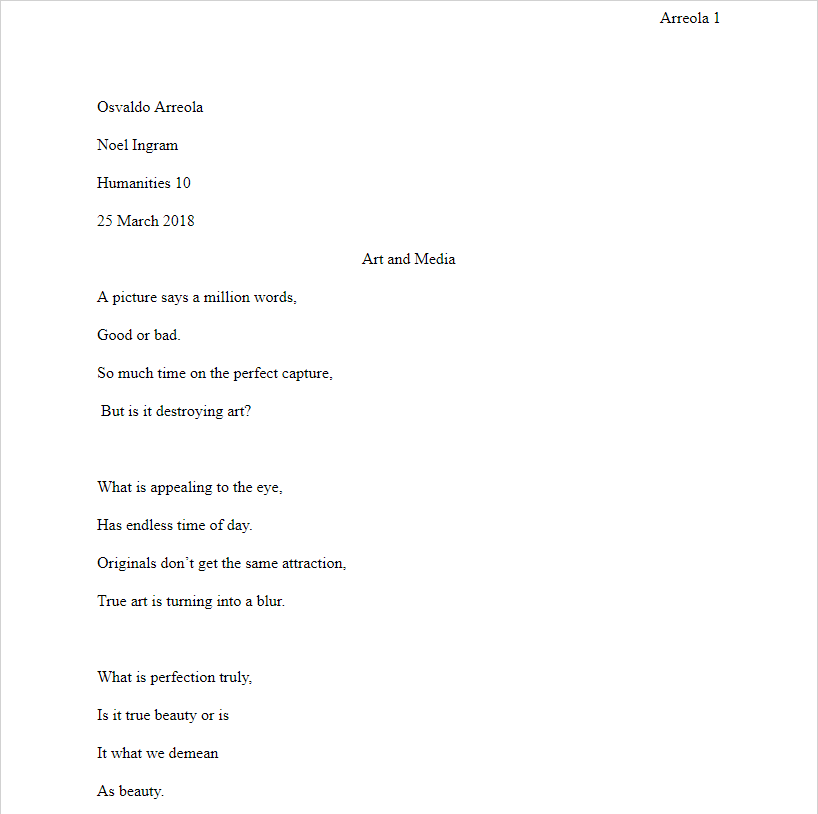 Arreola 1
Osvaldo Arreola
Noel Ingram
Humanities 10
25 March 2018
Art and Media
A picture says a million words,
Good or bad.
So much time on the perfect capture,
But is it destroying art?
What is appealing to the eye,
Has endless time of day.
Originals don’t get the same attraction,
True art is turning into a blur.
What is perfection truly,
Is it true beauty or is
It what we demean
As beauty.